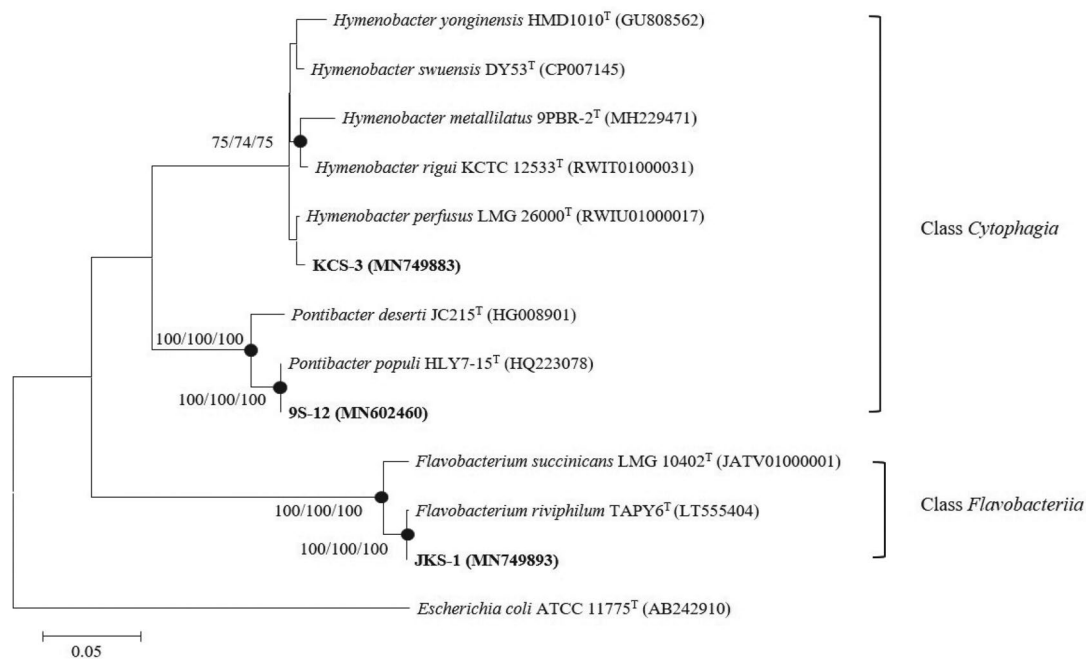 Hymenobacter yonginensis HMD1010ᵀ (GU808562)
Hymenobacter swuensis DY53ᵀ (CP007145)
Hymenobacter metallilatus 9PBR-2ᵀ (MH229471)
75/74/75
Hymenobacter rigui KCTC 12533ᵀ (RWIT01000031)
Hymenobacter perfusus LMG 26000ᵀ (RWIU01000017)
Class Cytophagia
KCS-3 (MN749883)
Pontibacter deserti JC215ᵀ (HG008901)
100/100/100
Pontibacter populi HLY7-15ᵀ (HQ223078)
100/100/100
9S-12 (MN602460)
Flavobacterium succinicans LMG 10402ᵀ (JATV01000001)
100/100/100
Flavobacterium riviphilum TAPY6ᵀ (LT555404)
Class Flavobacteriia
100/100/100
JKS-1 (MN749893)
Escherichia coli ATCC 11775ᵀ (AB242910)
0.05